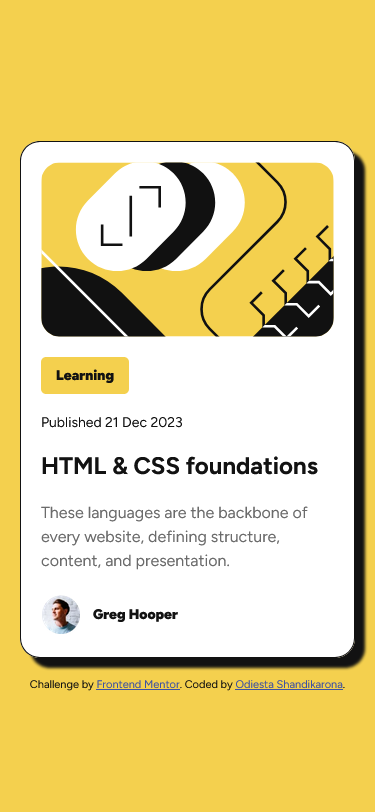 Learning
Published 21 Dec 2023
HTML & CSS foundations
These languages are the backbone of
every website, defining structure,
content, and presentation.
Greg Hooper
Challenge by Frontend Mentor. Coded by Odiesta Shandikarona.